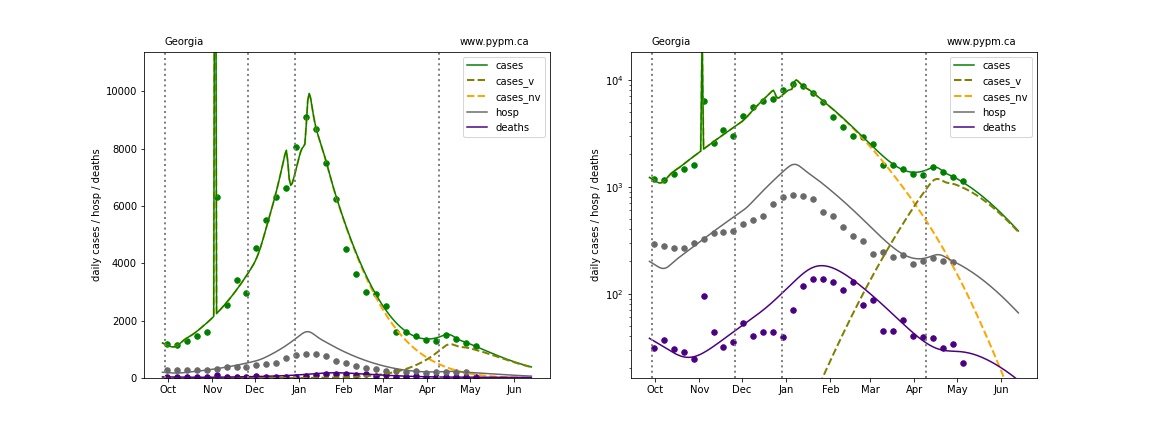 Georgia www.pypm.ca
daily cases / hosp / deaths
10000
8000
6000
4000
2000
0
Oct Nov Dec Jan Feb Mar Apr May Jun
cases
cases_v
cases_nv
hosp
deaths
Georgia www.pypm.ca
daily cases / hosp / deaths
10⁴
10³
10²
Oct Nov Dec Jan Feb Mar Apr May Jun
cases
cases_v
cases_nv
hosp
deaths